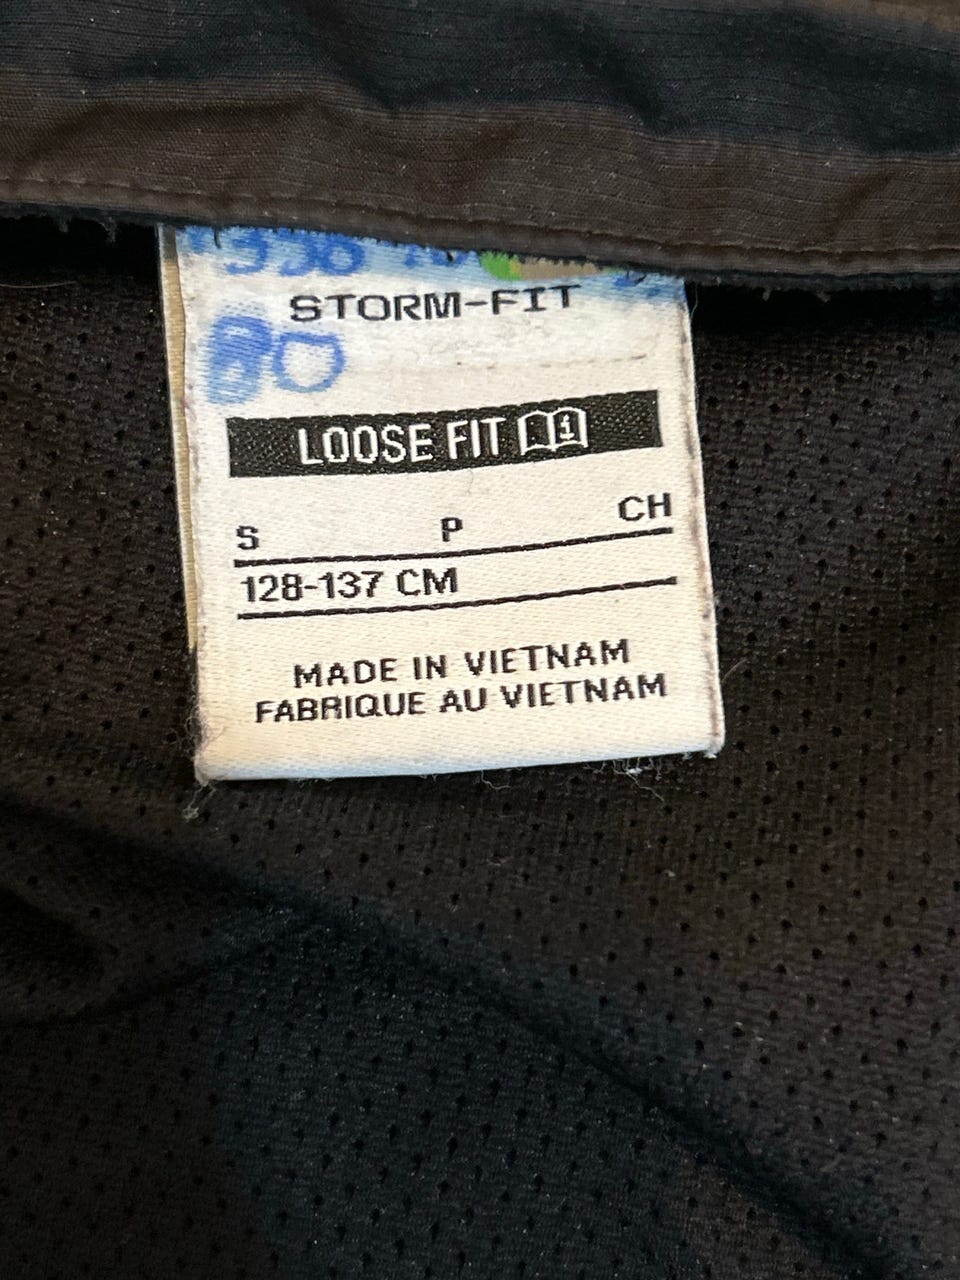 STORM-FIT
80
LOOSE FIT
S P CH
128-137 CM
MADE IN VIETNAM
FABRIQUE AU VIETNAM